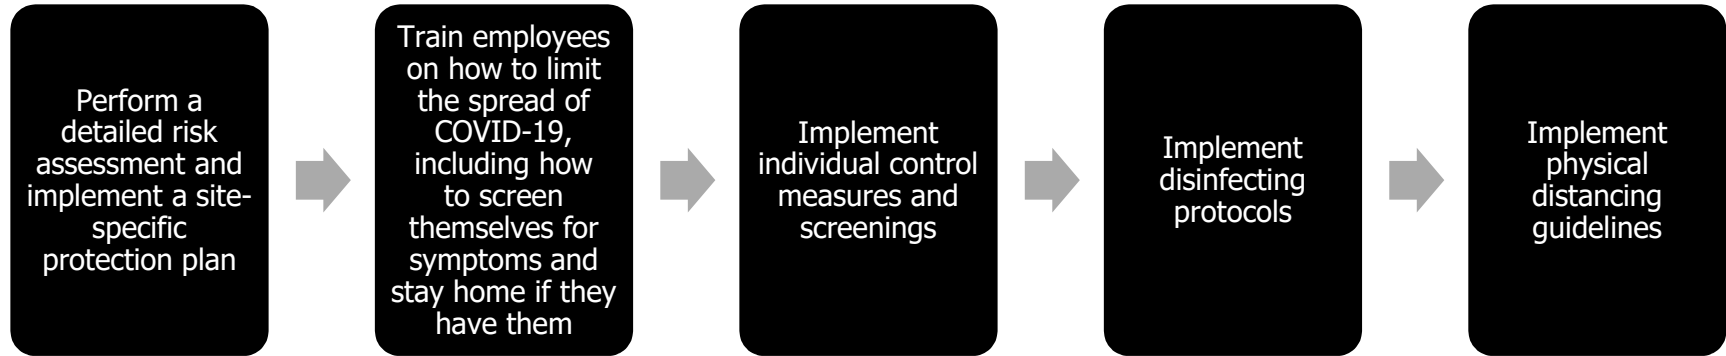 Perform a
detailed risk
assessment and
implement a site-
specific
protection plan
Train employees
on how to limit
the spread of
COVID-19,
including how
to screen
themselves for
symptoms and
stay home if they
have them
Implement
individual control
measures and
screenings
Implement
disinfecting
protocols
Implement
physical
distancing
guidelines